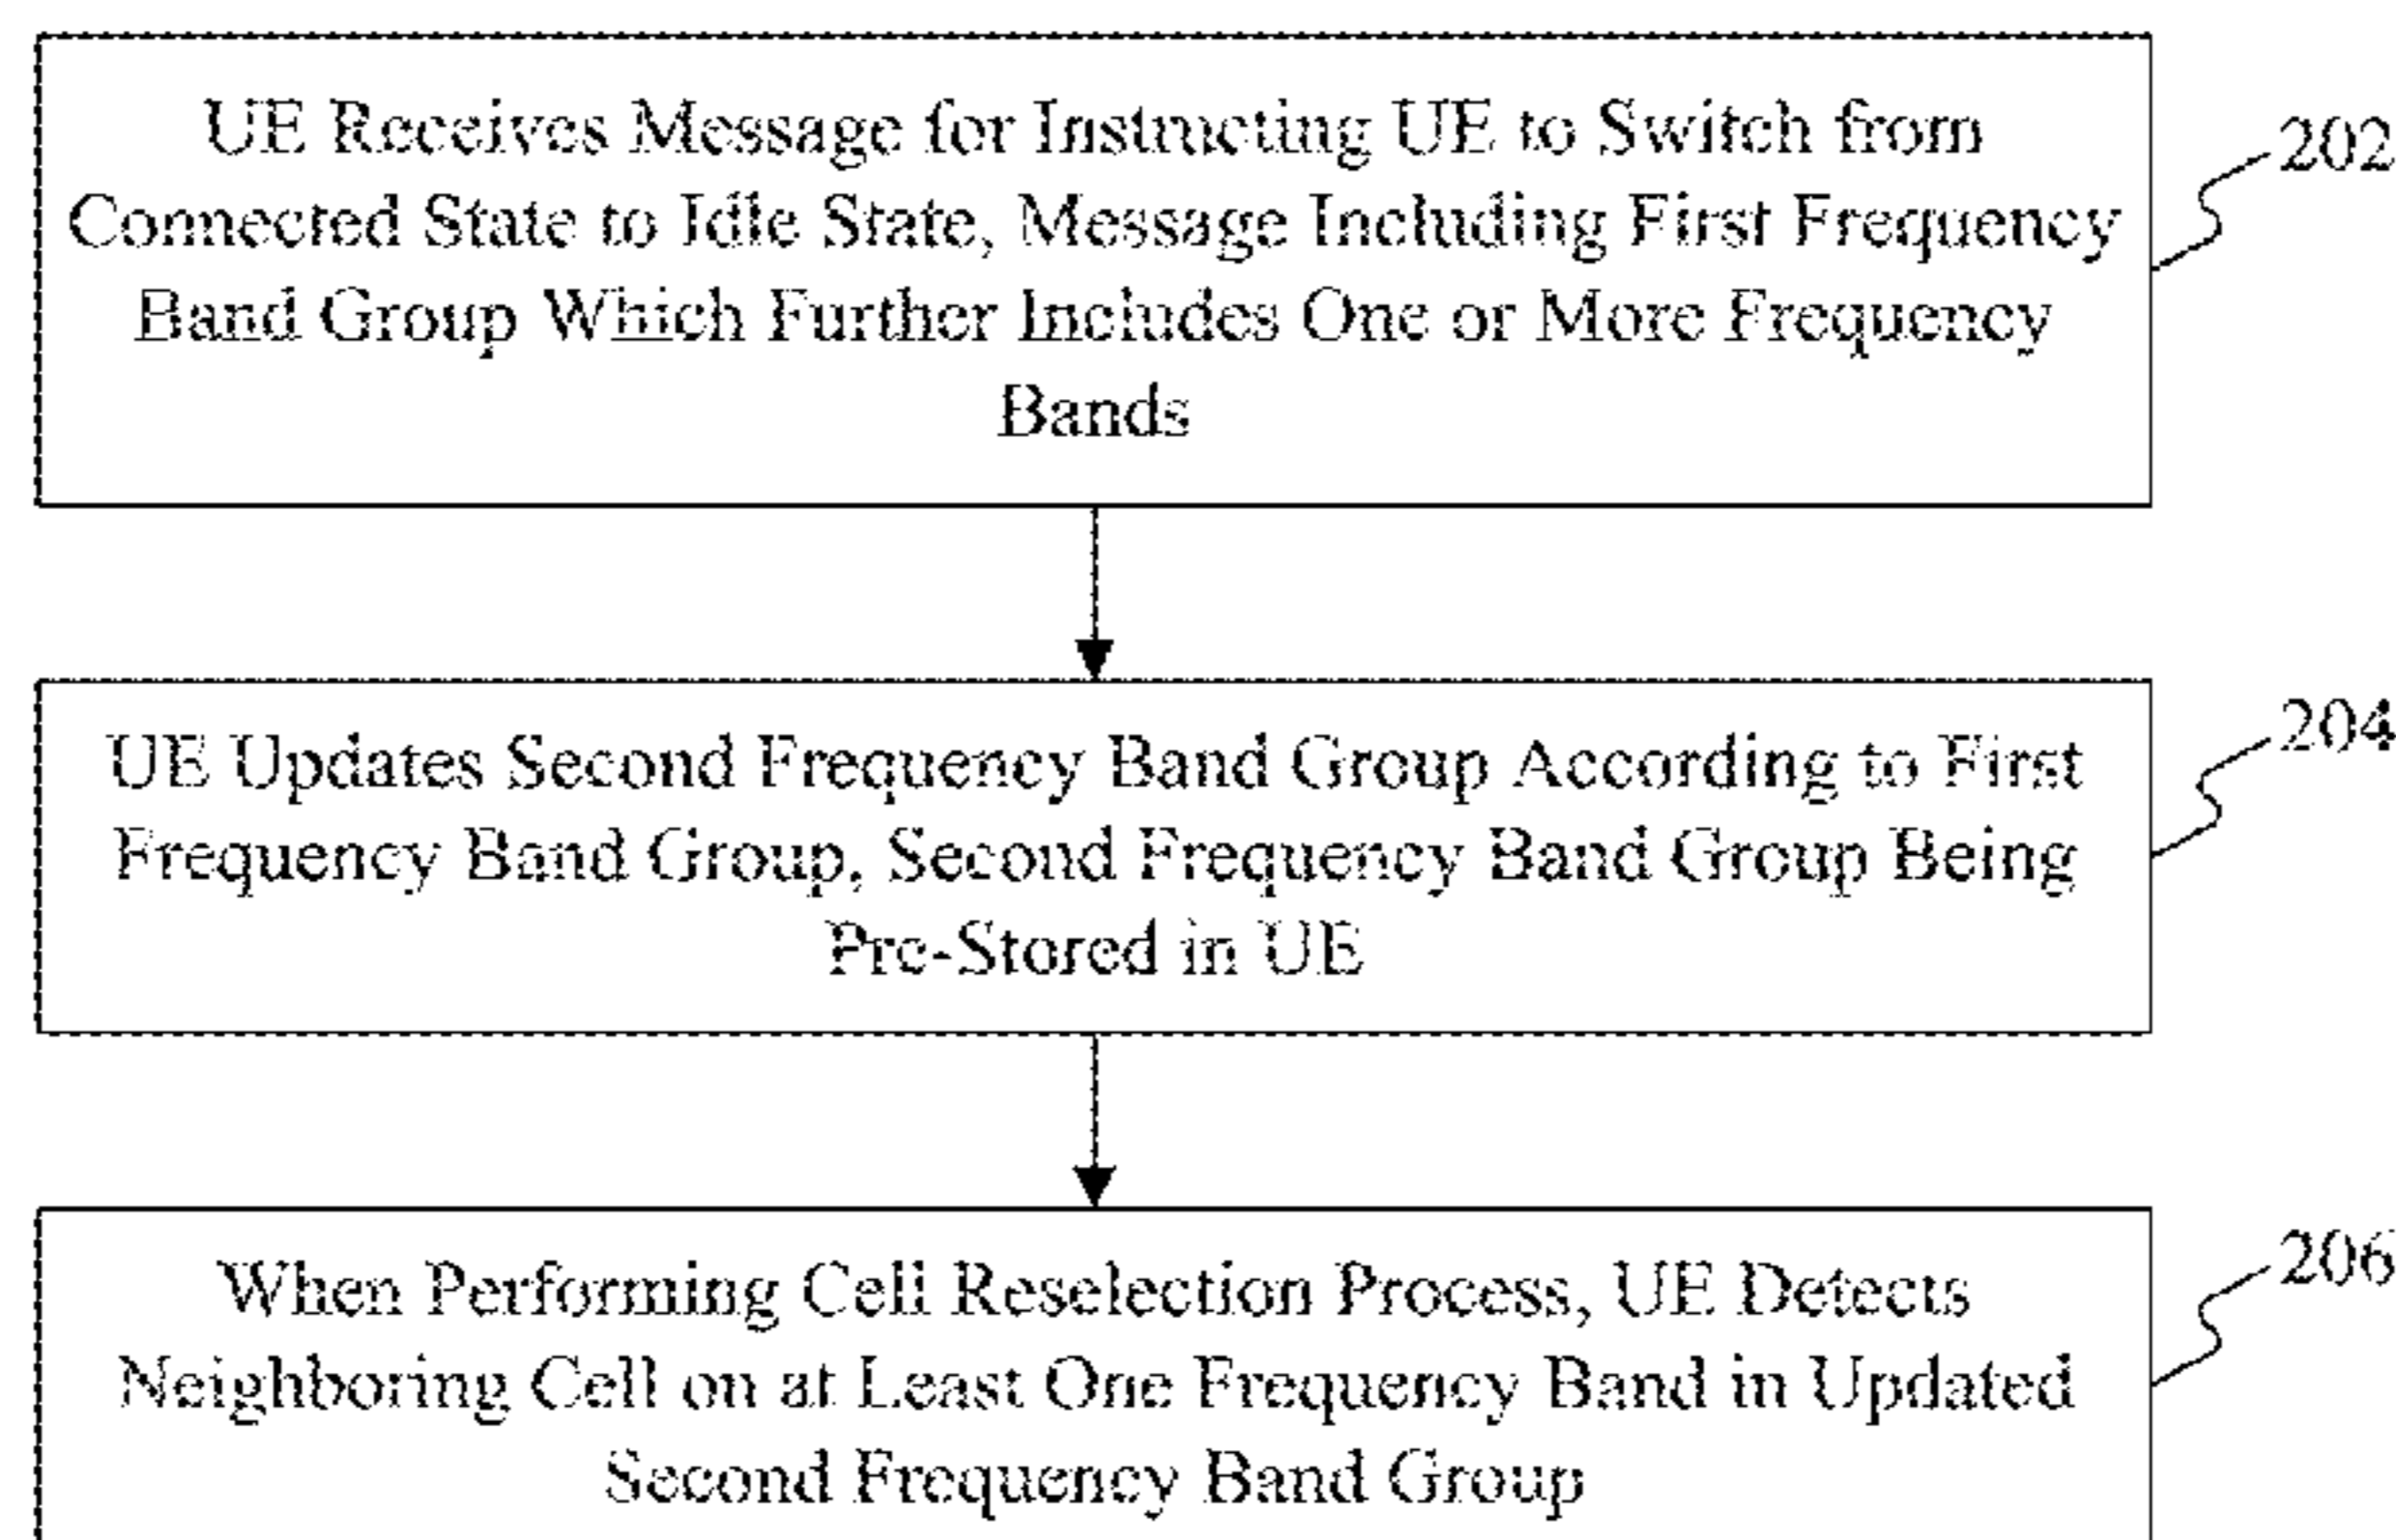 UE Receives Message for Instructing UE to Switch from
Connected State to Idle State, Message Including First Frequency
Band Group Which Further Includes One or More Frequency
Bands
202
UE Updates Second Frequency Band Group According to First
Frequency Band Group, Second Frequency Band Group Being
Pre-Stored in UE
204
When Performing Cell Reselection Process, UE Detects
Neighboring Cell on at Least One Frequency Band in Updated
Second Frequency Band Group
206